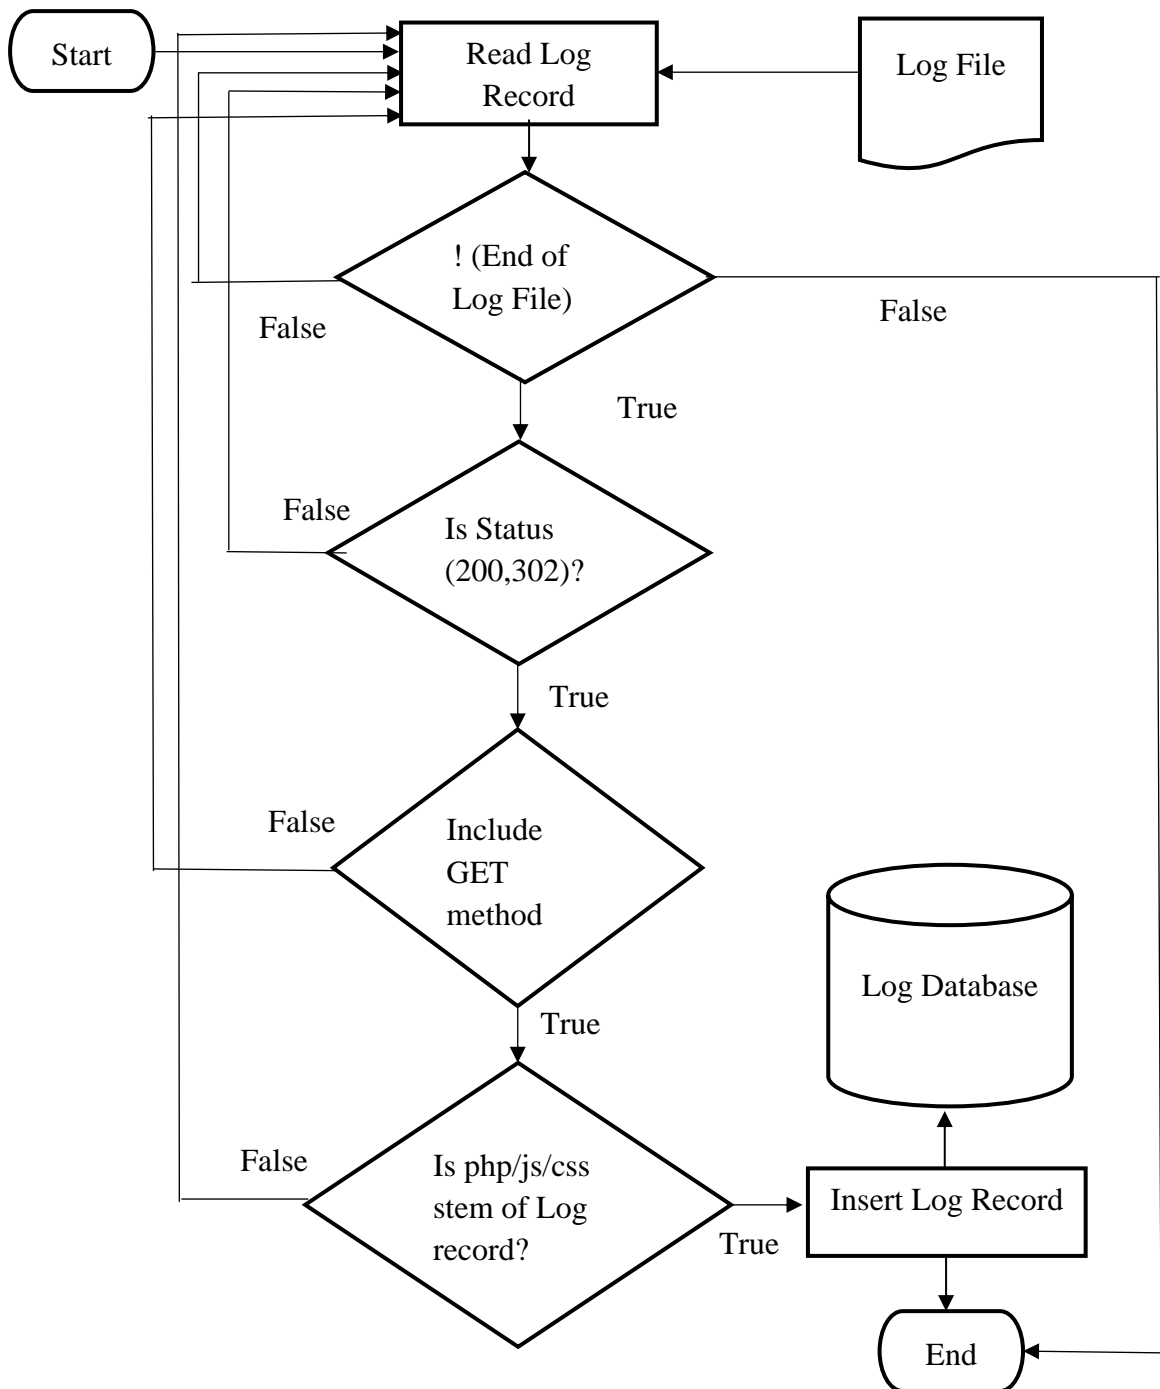 Start
Read Log
Record
Log File
! (End of
Log File)
False
False
True
False
Is Status
(200,302)?
True
False
Include
GET
method
Log Database
True
False
Is php/js/css
stem of Log
record?
Insert Log Record
True
End